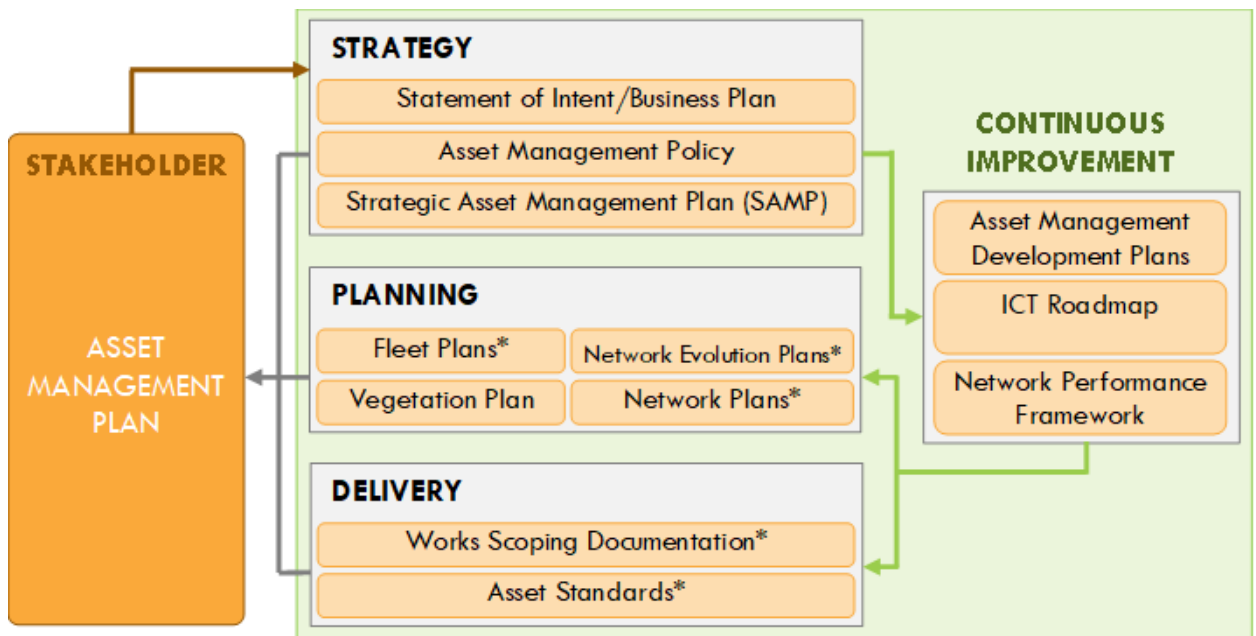 STRATEGY
Statement of Intent/Business Plan
Asset Management Policy
Strategic Asset Management Plan (SAMP)
STAKEHOLDER
ASSET
MANAGEMENT
PLAN
PLANNING
Fleet Plans*
Network Evolution Plans*
Vegetation Plan
Network Plans*
DELIVERY
Works Scoping Documentation*
Asset Standards*
CONTINUOUS
IMPROVEMENT
Asset Management
Development Plans
ICT Roadmap
Network Performance
Framework